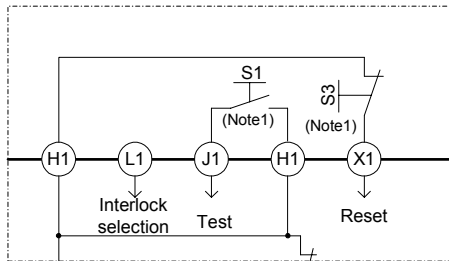 S1
S3
(Note1)
(Note1)
H1
L1
J1
H1
X1
Interlock
selection
Test
Reset